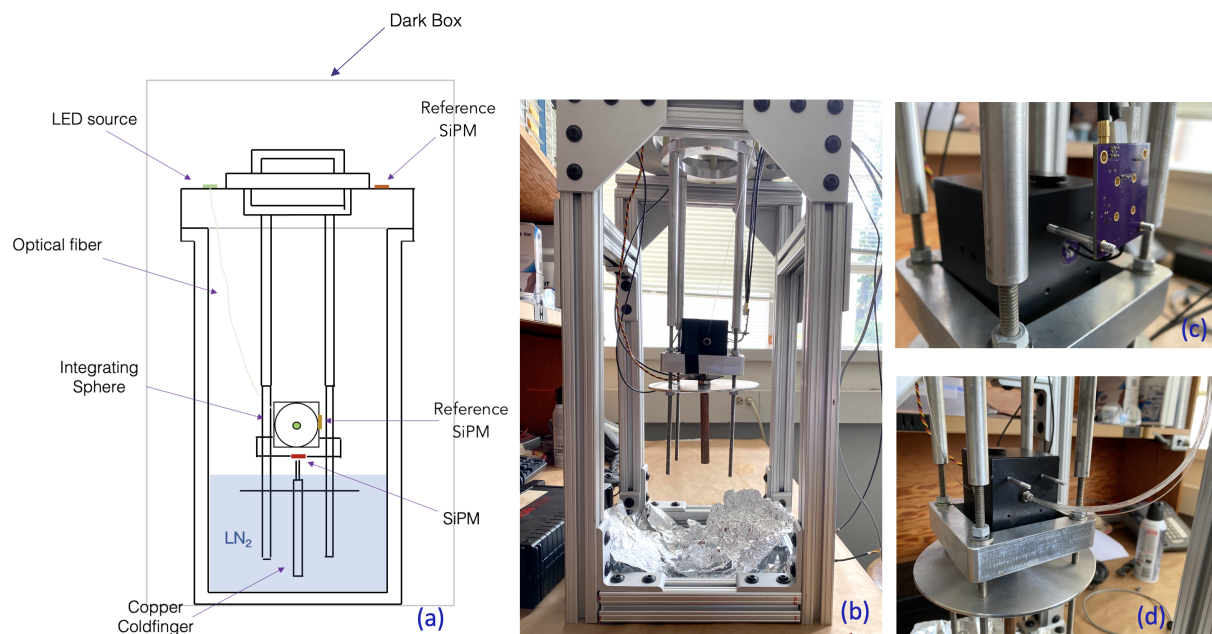 Dark Box
LED source
Reference
SiPM
Optical fiber
Integrating
Sphere
Reference
SiPM
SiPM
LN₂
Copper
Coldfinger
(a)
(b)
(c)
(d)